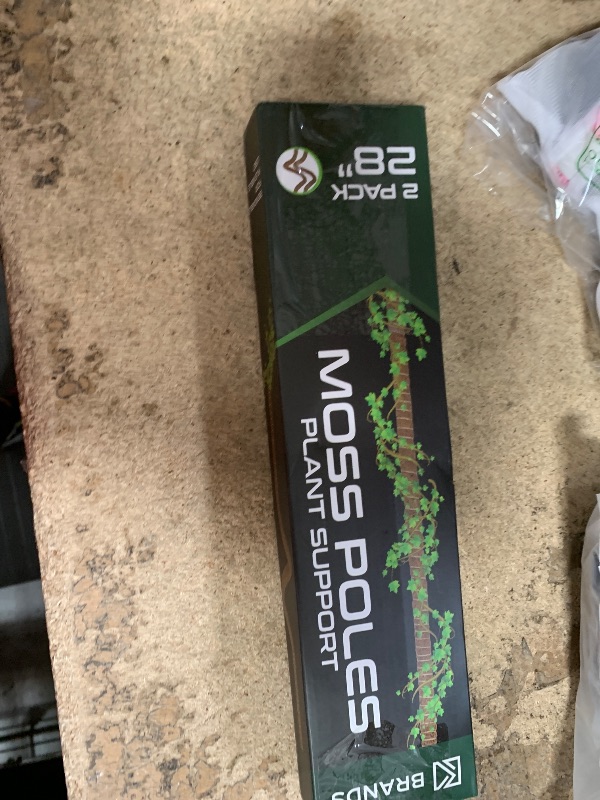 2 PACK
28"
MOSS POLES
PLANT SUPPORT
BRANDS